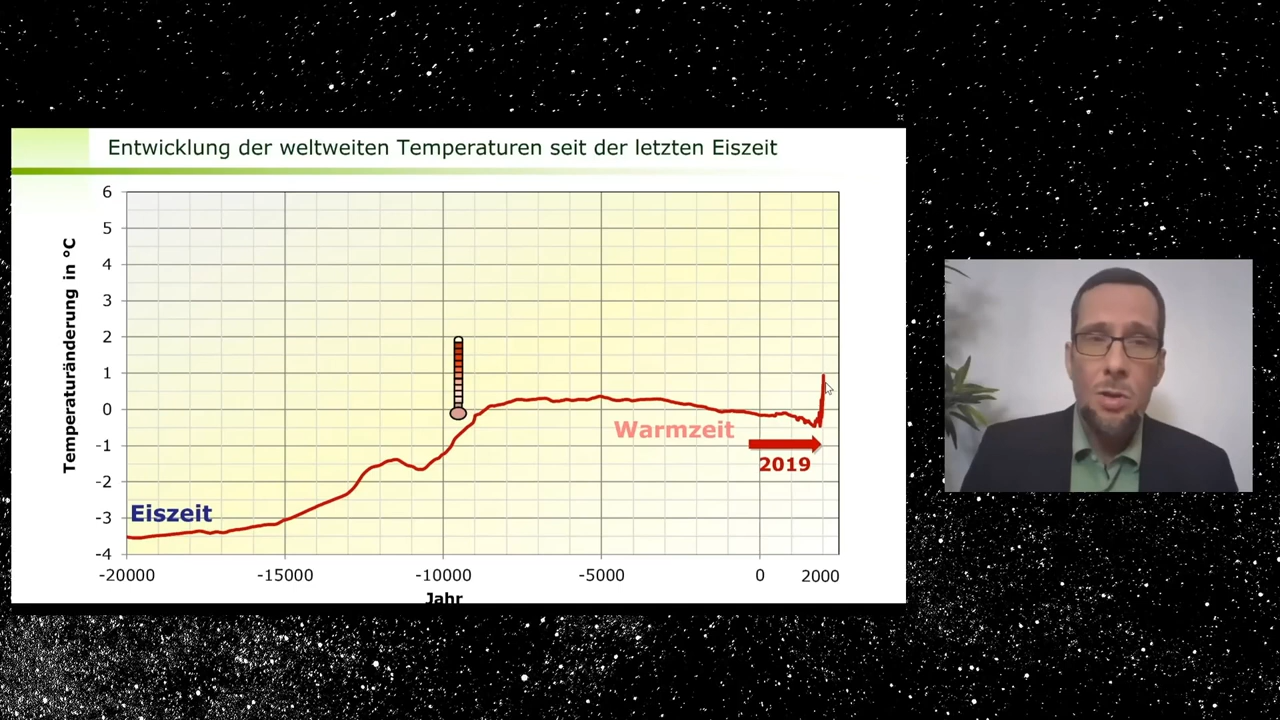 Entwicklung der weltweiten Temperaturen seit der letzten Eiszeit
Temperaturänderung in °C
6
5
4
3
2
1
0
-1
-2
-3
-4
Warmzeit
2019
Eiszeit
-20000 -15000 -10000 -5000 0 2000
Jahr